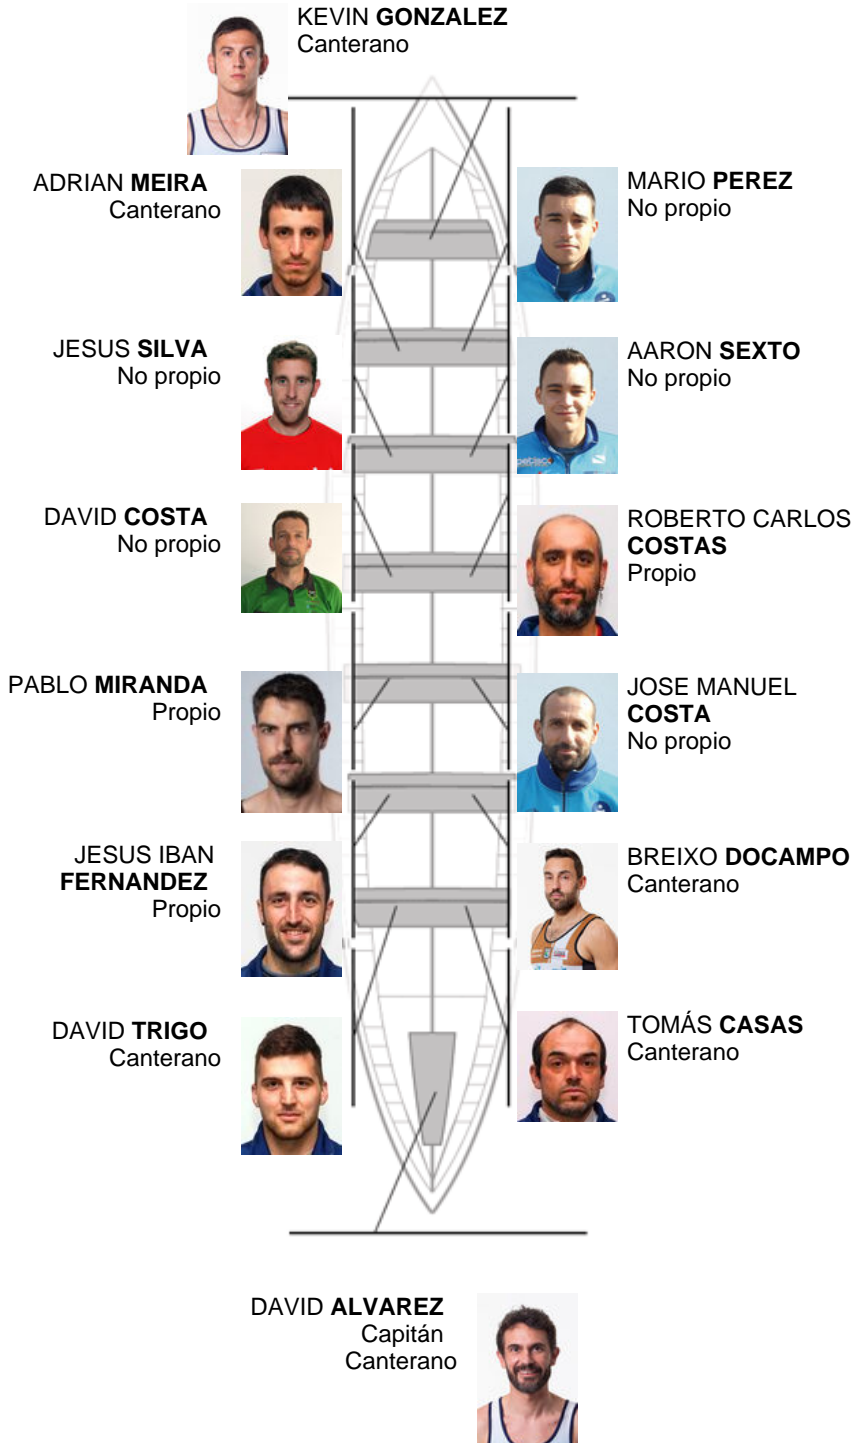 KEVIN GONZALEZ
Canterano
ADRIAN MEIRA
Canterano
MARIO PEREZ
No propio
JESUS SILVA
No propio
AARON SEXTO
No propio
DAVID COSTA
No propio
ROBERTO CARLOS
COSTAS
Propio
PABLO MIRANDA
Propio
JOSE MANUEL
COSTA
No propio
JESUS IBAN
FERNANDEZ
Propio
BREIXO DOCAMPO
Canterano
DAVID TRIGO
Canterano
TOMÁS CASAS
Canterano
DAVID ALVAREZ
Capitán
Canterano